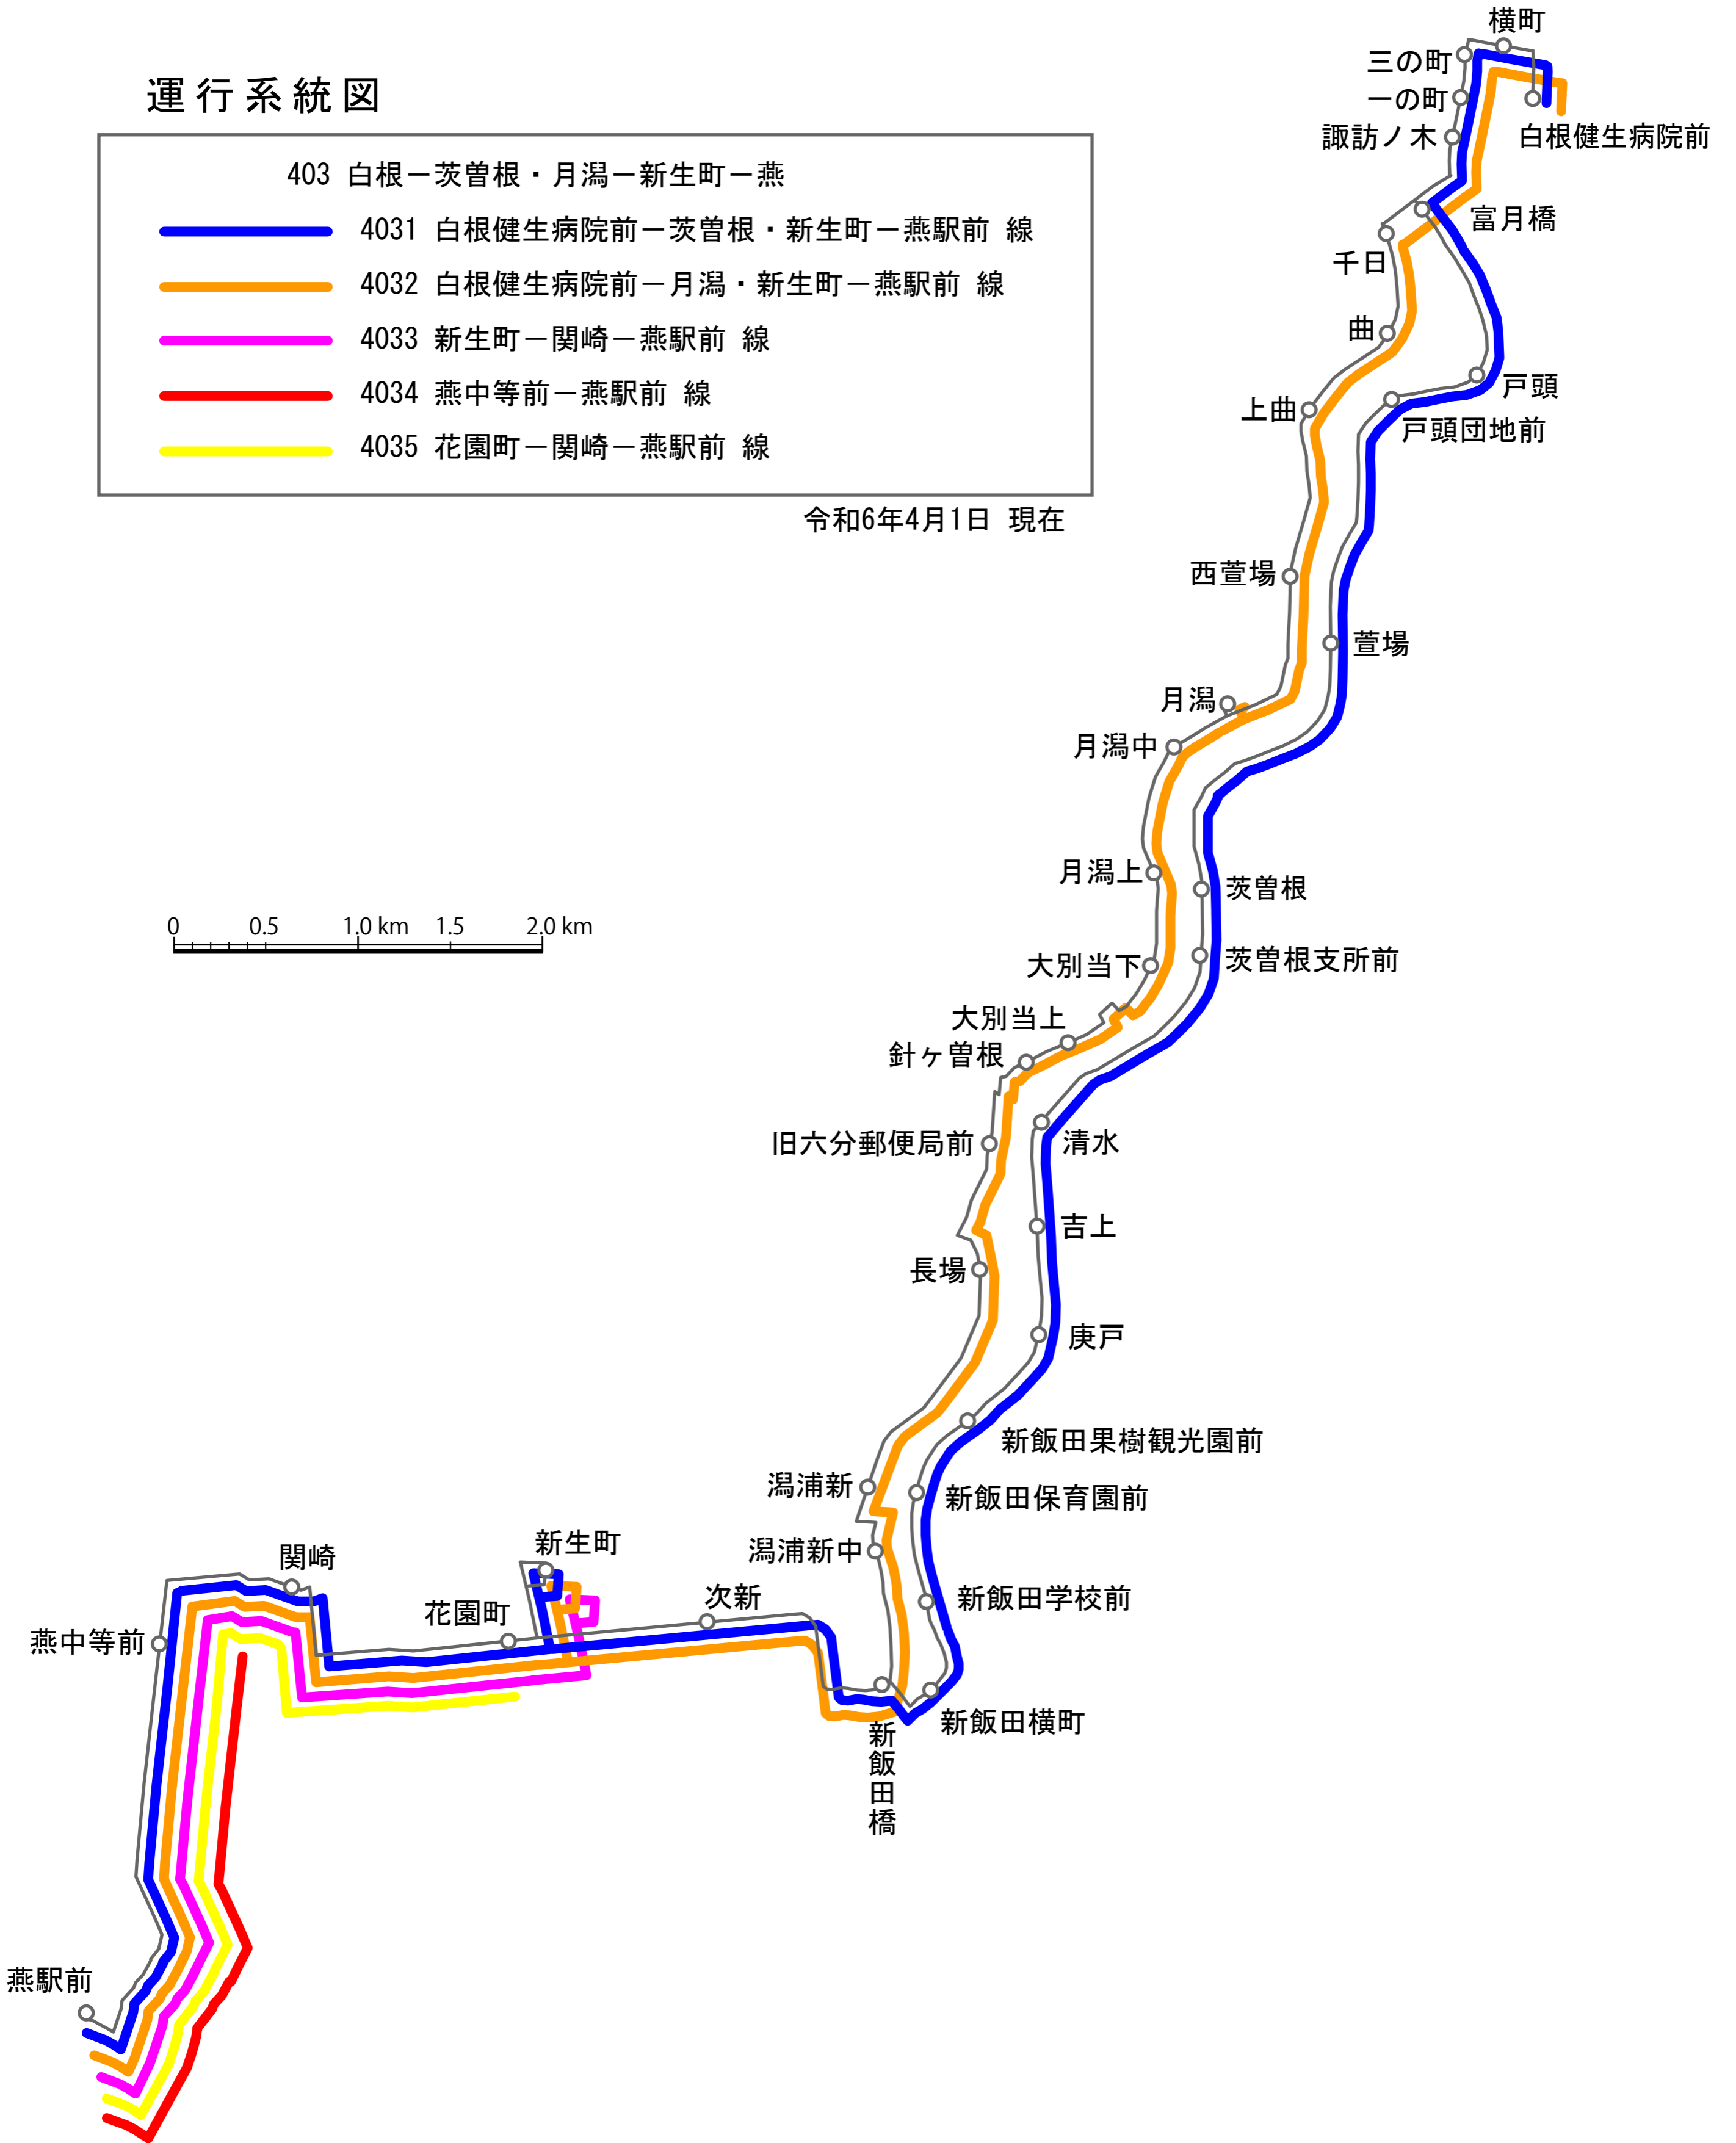 運行系統図
403 白根－茨曽根・月潟－新生町－燕
4031 白根健生病院前－茨曽根・新生町－燕駅前 線
4032 白根健生病院前－月潟・新生町－燕駅前 線
4033 新生町－関崎－燕駅前 線
4034 燕中等前－燕駅前 線
4035 花園町－関崎－燕駅前 線
令和6年4月1日 現在
横町
三の町
一の町
諏訪ノ木
白根健生病院前
富月橋
千日
曲
戸頭
上曲
戸頭団地前
西萱場
萱場
月潟
月潟中
月潟上
茨曽根
0 0.5 1.0 km 1.5 2.0 km
大別当下
茨曽根支所前
大別当上
針ヶ曽根
旧六分郵便局前
清水
吉上
長場
庚戸
新飯田果樹観光園前
潟浦新
新飯田保育園前
潟浦新中
新生町
関崎
次新
新飯田学校前
花園町
燕中等前
新飯田横町
新飯田橋
燕駅前